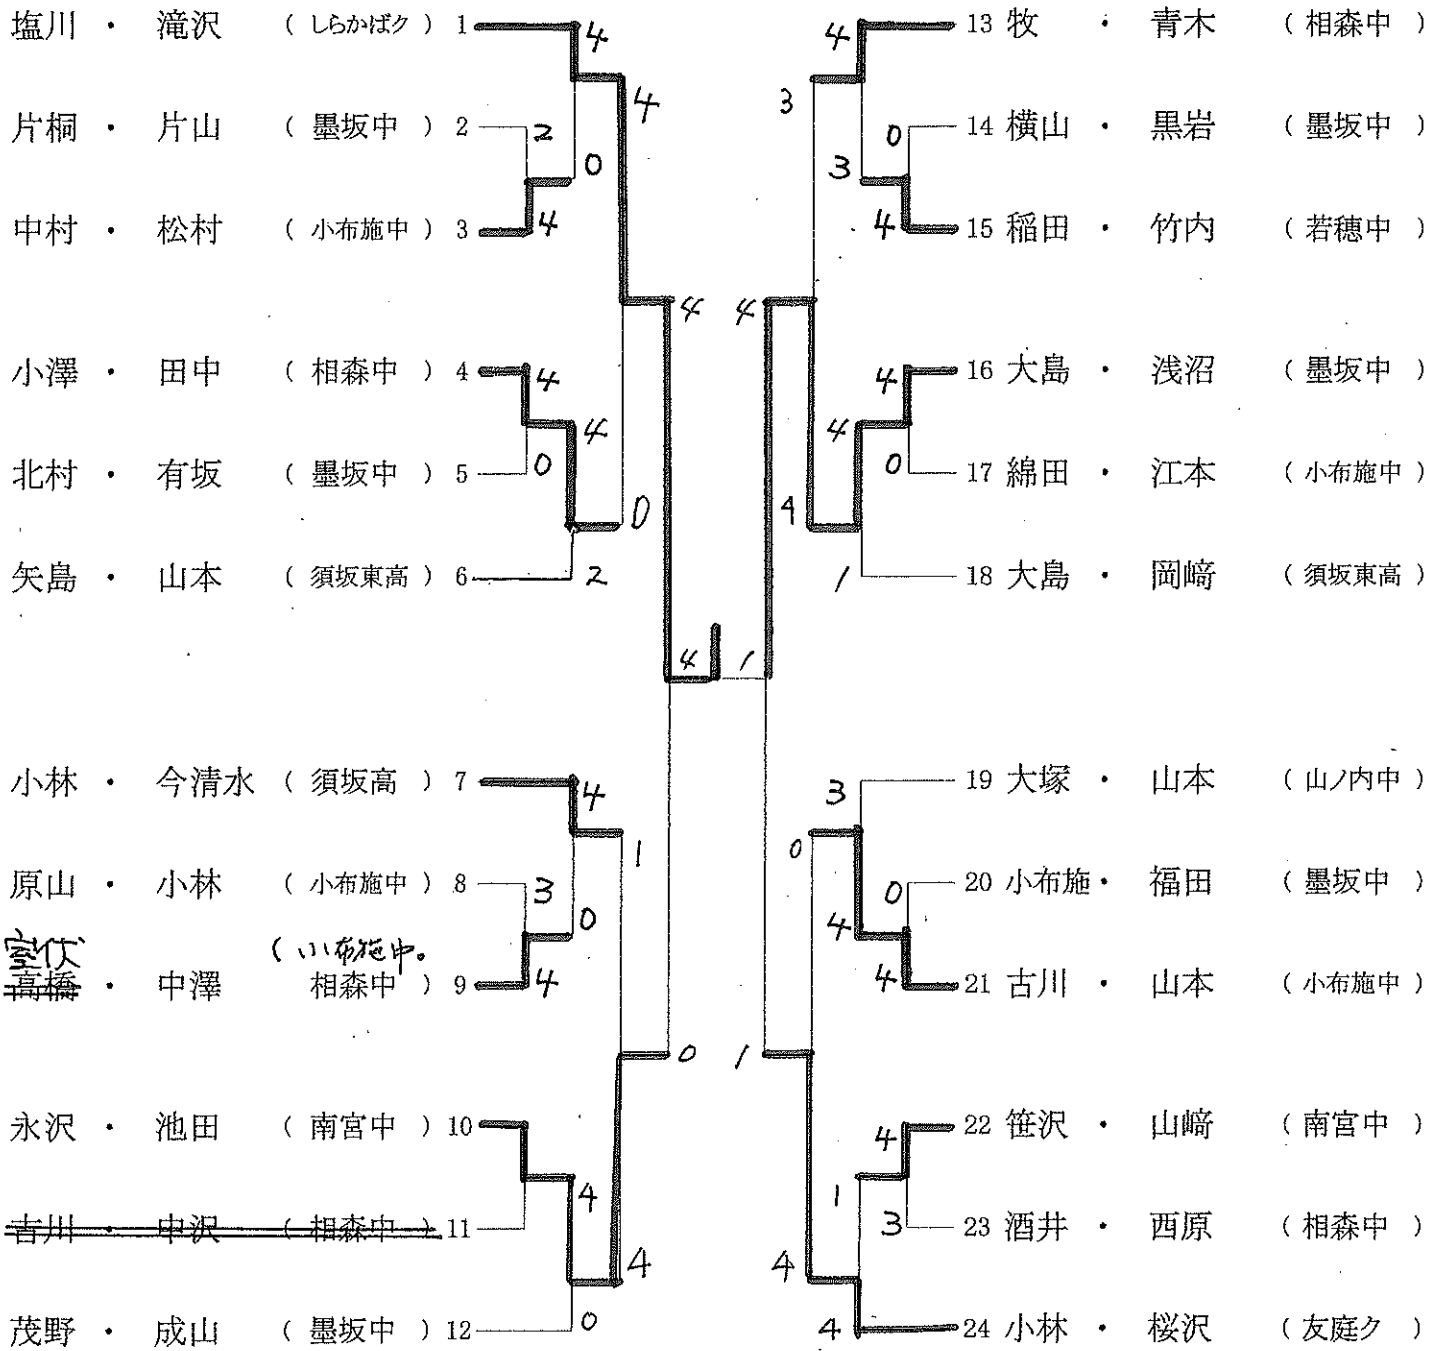 塩川 ・ 滝沢 ( しらかばク ) 1 4 4 13 牧 ・ 青木 ( 相森中 )
4 3
片桐 ・ 片山 ( 墨坂中 ) 2 2 0 14 横山 ・ 黒岩 ( 墨坂中 )
0 3
中村 ・ 松村 ( 小布施中 ) 3 4 4 15 稲田 ・ 竹内 ( 若穂中 )
4 4
小澤 ・ 田中 ( 相森中 ) 4 4 4 16 大島 ・ 浅沼 ( 墨坂中 )
4 4
北村 ・ 有坂 ( 墨坂中 ) 5 0 0 17 綿田 ・ 江本 ( 小布施中 )
0 4
矢島 ・ 山本 ( 須坂東高 ) 6 2 1 18 大島 ・ 岡﨑 ( 須坂東高 )
4 1
小林 ・ 今清水 ( 須坂高 ) 7 4 3 19 大塚 ・ 山本 ( 山ノ内中 )
1 0
原山 ・ 小林 ( 小布施中 ) 8 3 0 20 小布施 ・ 福田 ( 墨坂中 )
室伏 ( 小布施中。 0 4
高橋 ・ 中澤 相森中 ) 9 4 4 21 古川 ・ 山本 ( 小布施中 )
0 1
永沢 ・ 池田 ( 南宮中 ) 10 4 22 笹沢 ・ 山﨑 ( 南宮中 )
4 1
古川 ・ 中沢 ( 相森中 ) 11 3 23 酒井 ・ 西原 ( 相森中 )
4 4
茂野 ・ 成山 ( 墨坂中 ) 12 0 4 24 小林 ・ 桜沢 ( 友庭ク )